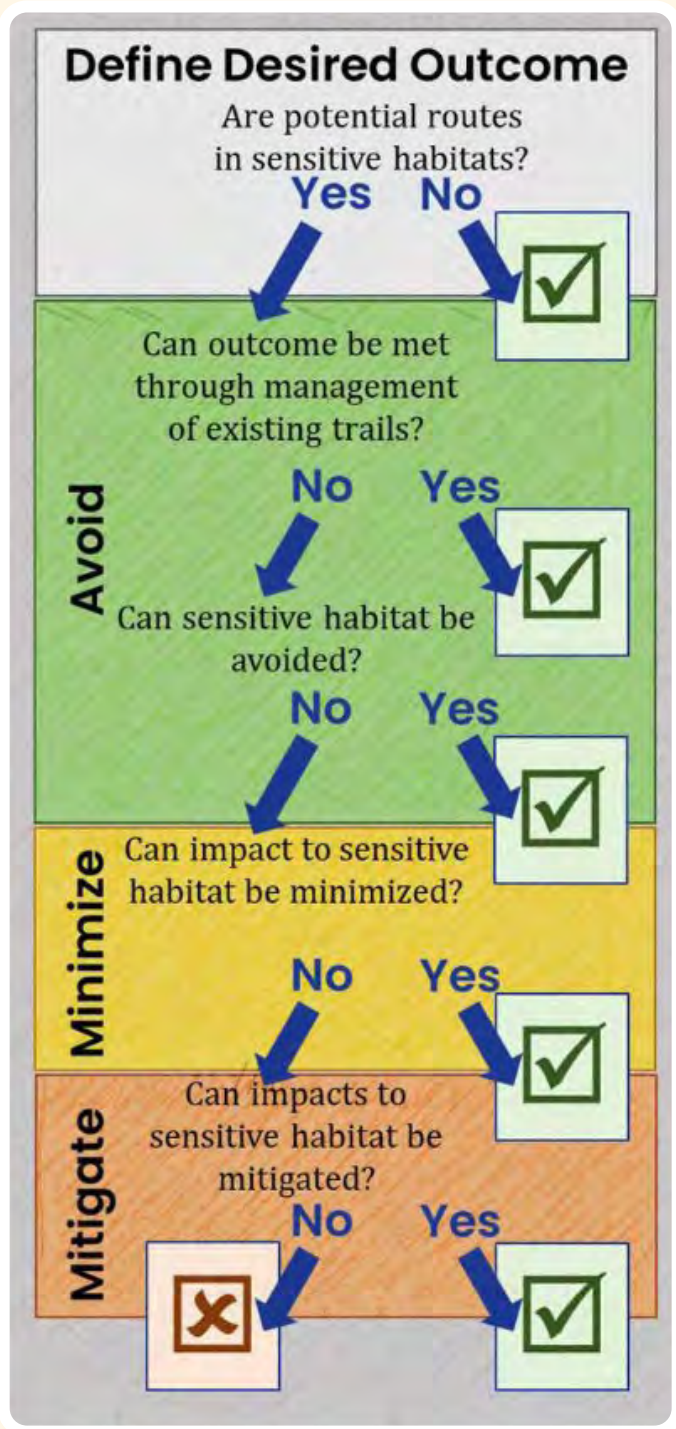 Define Desired Outcome
Are potential routes
in sensitive habitats?
Yes No
Avoid
Can outcome be met
through management
of existing trails?
No Yes
Can sensitive habitat be
avoided?
No Yes
Minimize
Can impact to sensitive
habitat be minimized?
No Yes
Mitigate
Can impacts to
sensitive habitat be
mitigated?
No Yes